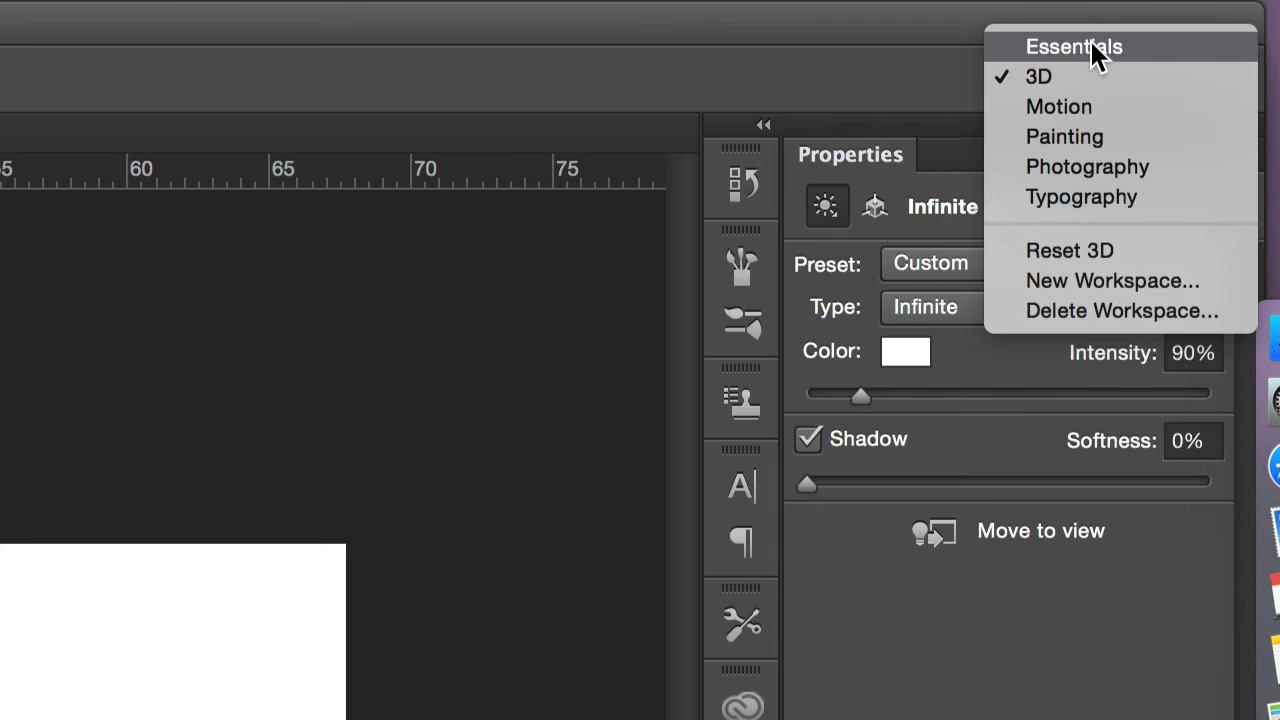 Essentials
✓ 3D
Motion
Painting
Photography
Typography
Reset 3D
New Workspace...
Delete Workspace...
5 60 65 70 75
Properties
Infinite
Preset: Custom
Type: Infinite
Color:
Intensity: 90%
Shadow
Softness: 0%
Move to view